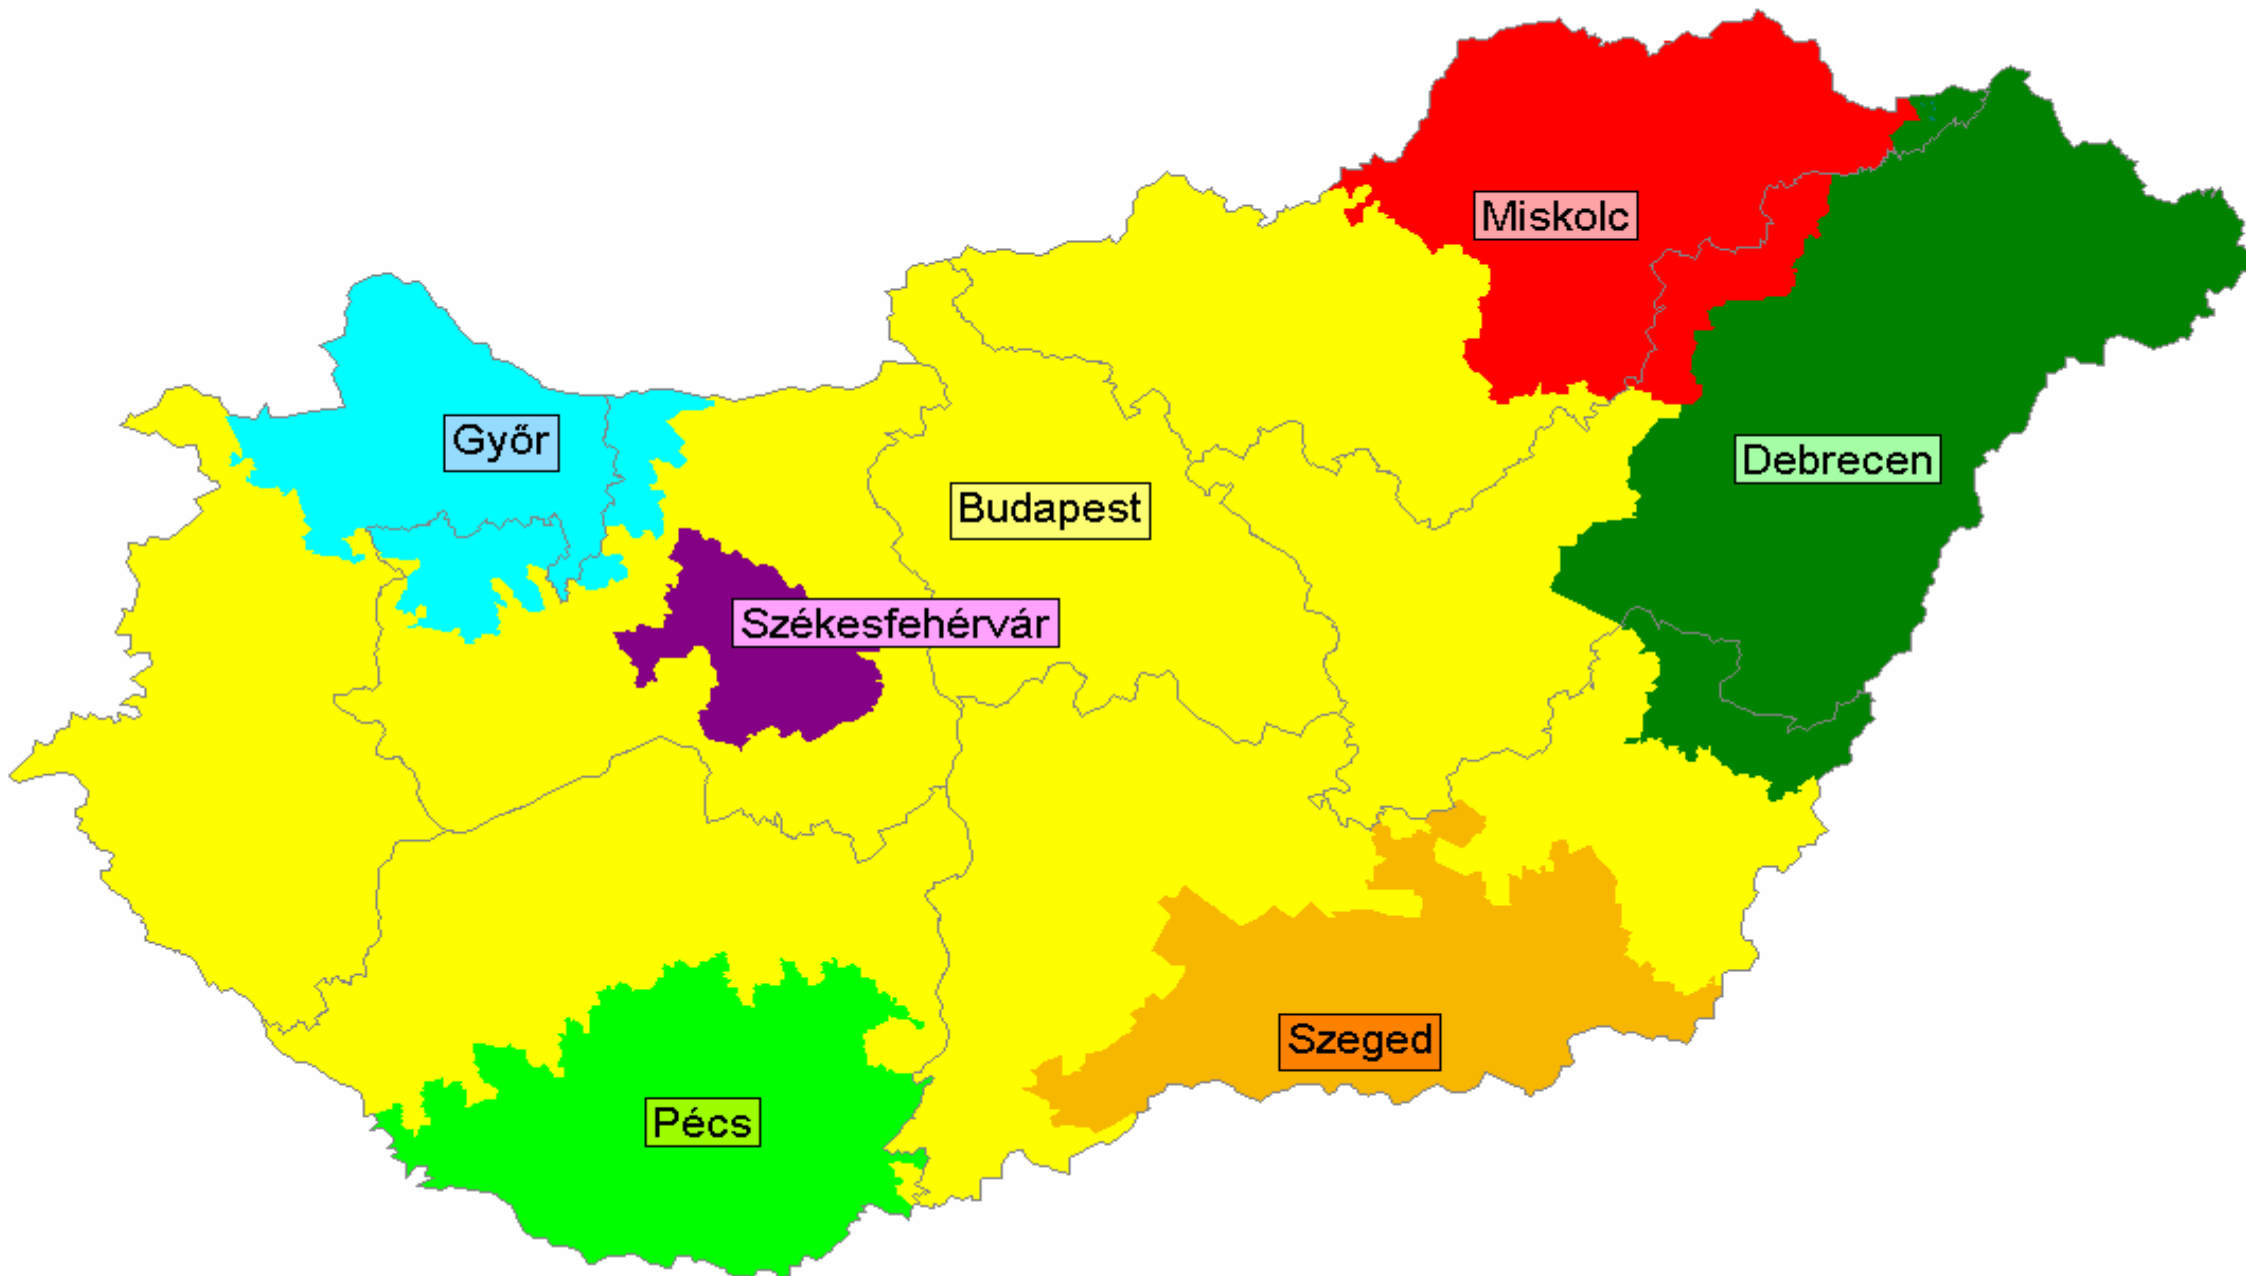 Miskolc
Győr
Debrecen
Budapest
Székesfehérvár
Szeged
Pécs